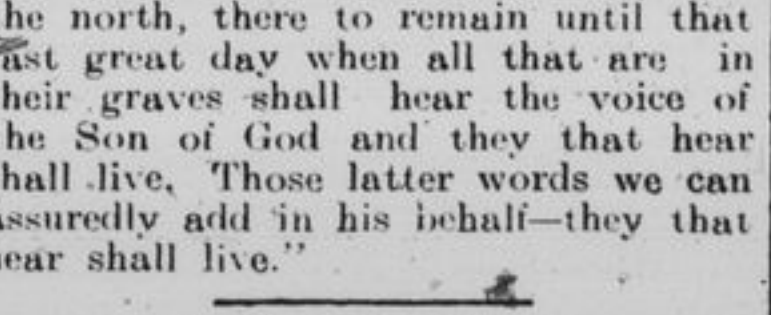 he north, there to remain until that
ast great day when all that are in
heir graves shall hear the voice of
he Son of God and they that hear
hall live. Those latter words we can
assuredly add in his behalf—they that
ear shall live."